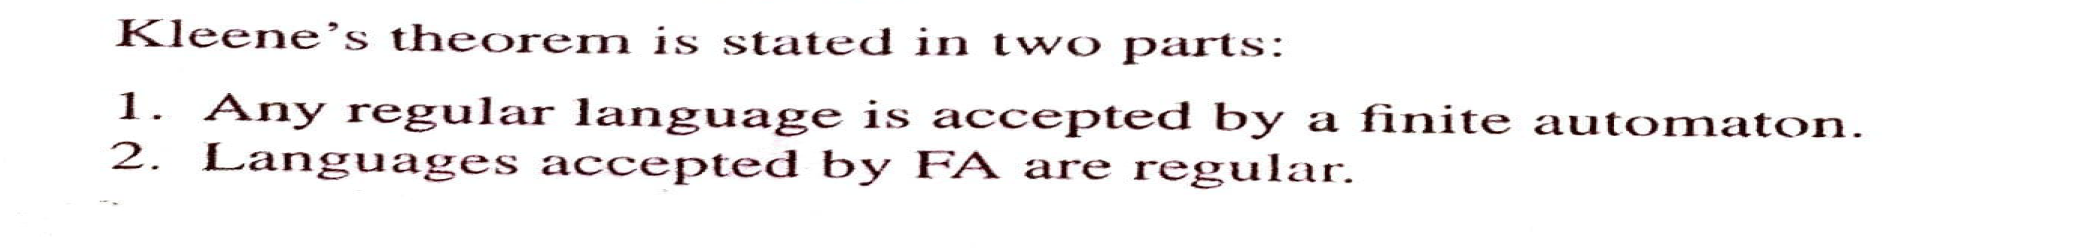 Kleene's theorem is stated in two parts:
1. Any regular language is accepted by a finite automaton.
2. Languages accepted by FA are regular.